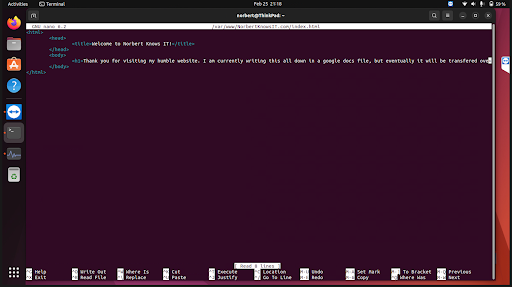 Activities Terminal Feb 25 21:18 59%
norbert@ThinkPad: ~
GNU nano 6.2 /var/www/NorbertKnowsIT.com/index.html
<html>
<head>
<title>Welcome to Norbert Knows IT!</title>
</head>
<body>
<h1>Thank you for visiting my humble website. I am currently writing this all down in a google docs file, but eventually it will be transfered ove
</body>
</html>
[ Read 8 lines ]
Help Write Out Where Is Cut Execute Location Undo Set Mark To Bracket Previous
Exit Read File Replace Paste Justify Go To Line Redo Copy Where Was Next